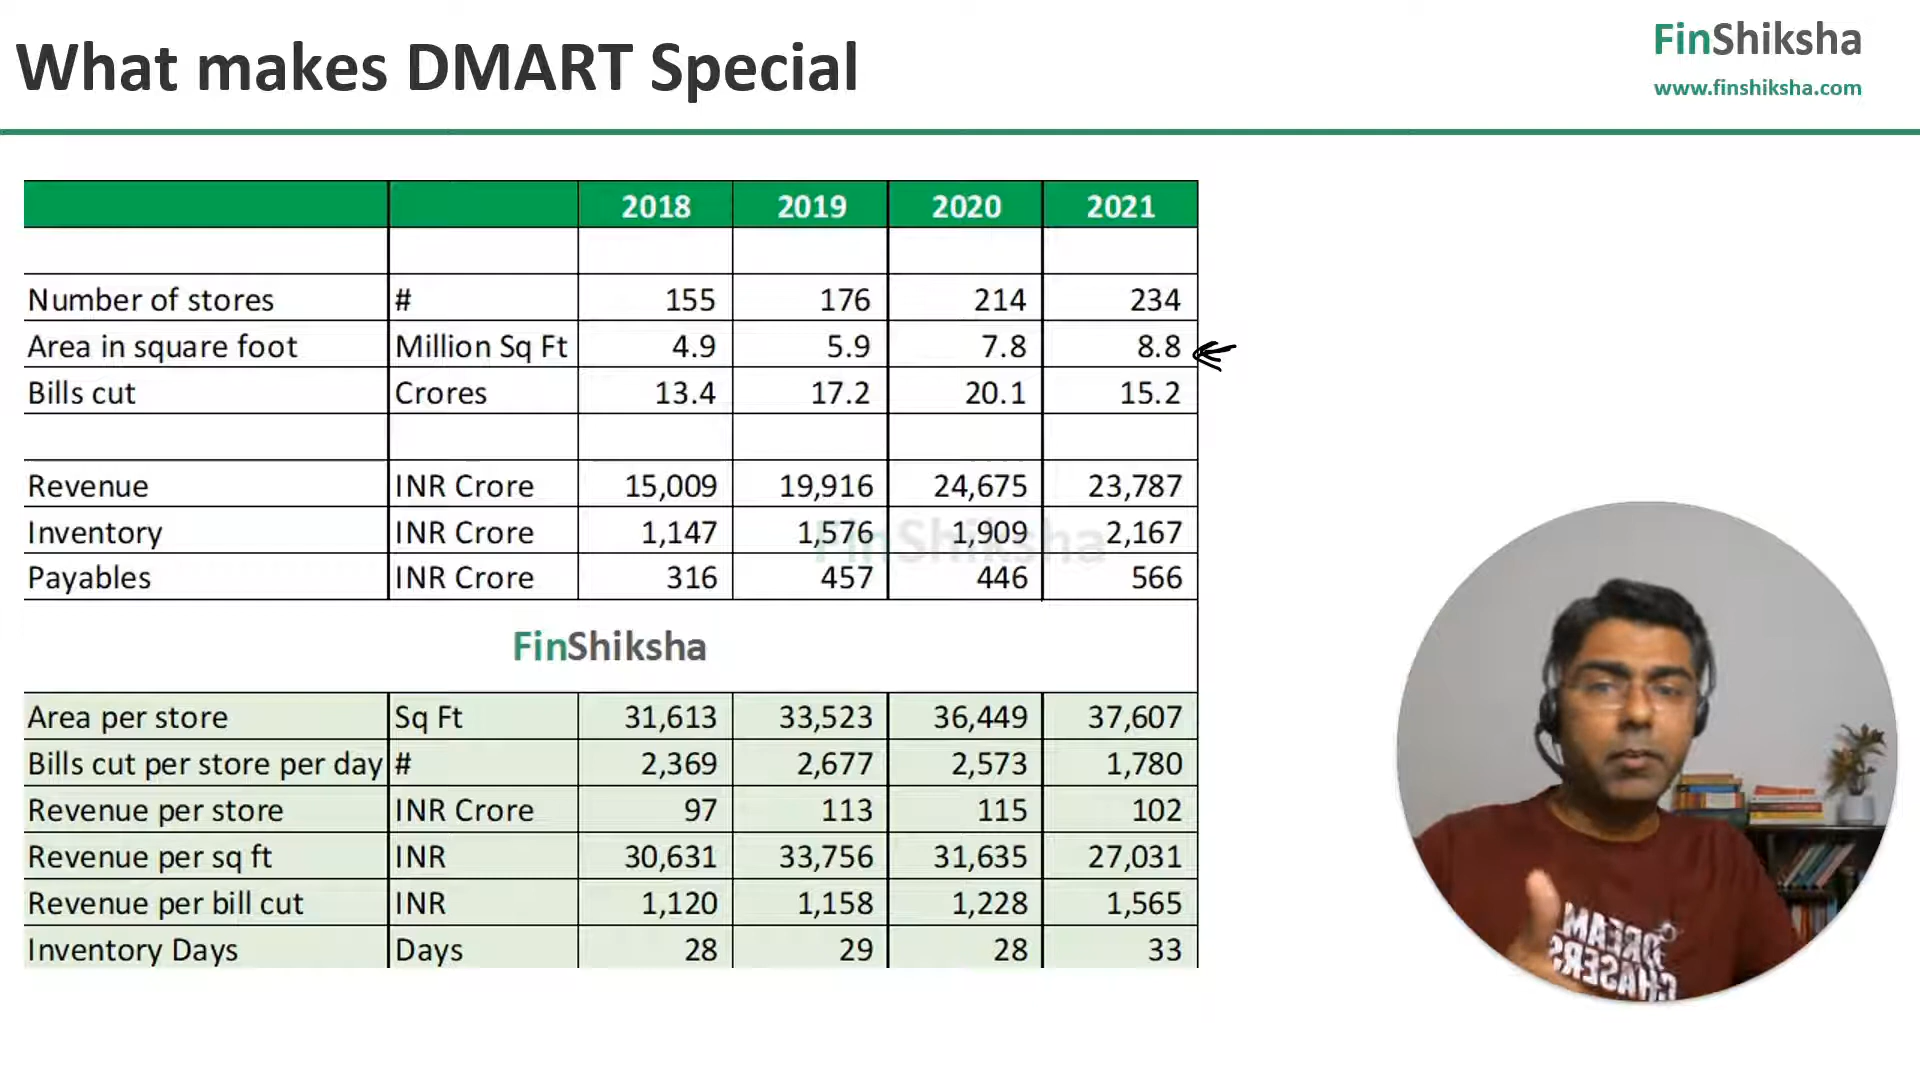 What makes DMART Special
FinShiksha
www.finshiksha.com
2018 2019 2020 2021
Number of stores # 155 176 214 234
Area in square foot Million Sq Ft 4.9 5.9 7.8 8.8
Bills cut Crores 13.4 17.2 20.1 15.2
Revenue INR Crore 15,009 19,916 24,675 23,787
Inventory INR Crore 1,147 1,576 1,909 2,167
Payables INR Crore 316 457 446 566
FinShiksha
FinShiksha
Area per store Sq Ft 31,613 33,523 36,449 37,607
Bills cut per store per day # 2,369 2,677 2,573 1,780
Revenue per store INR Crore 97 113 115 102
Revenue per sq ft INR 30,631 33,756 31,635 27,031
Revenue per bill cut INR 1,120 1,158 1,228 1,565
Inventory Days Days 28 29 28 33
DREAM
CHASERS